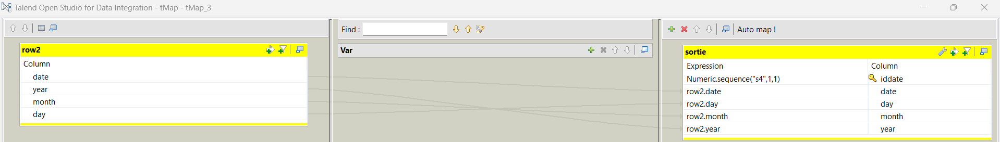 Talend Open Studio for Data Integration - tMap - tMap_3
Find :
Auto map !
row2
Column
date
year
month
day
Var
sortie
Expression Column
Numeric.sequence("s4",1,1) iddate
row2.date date
row2.day day
row2.month month
row2.year year